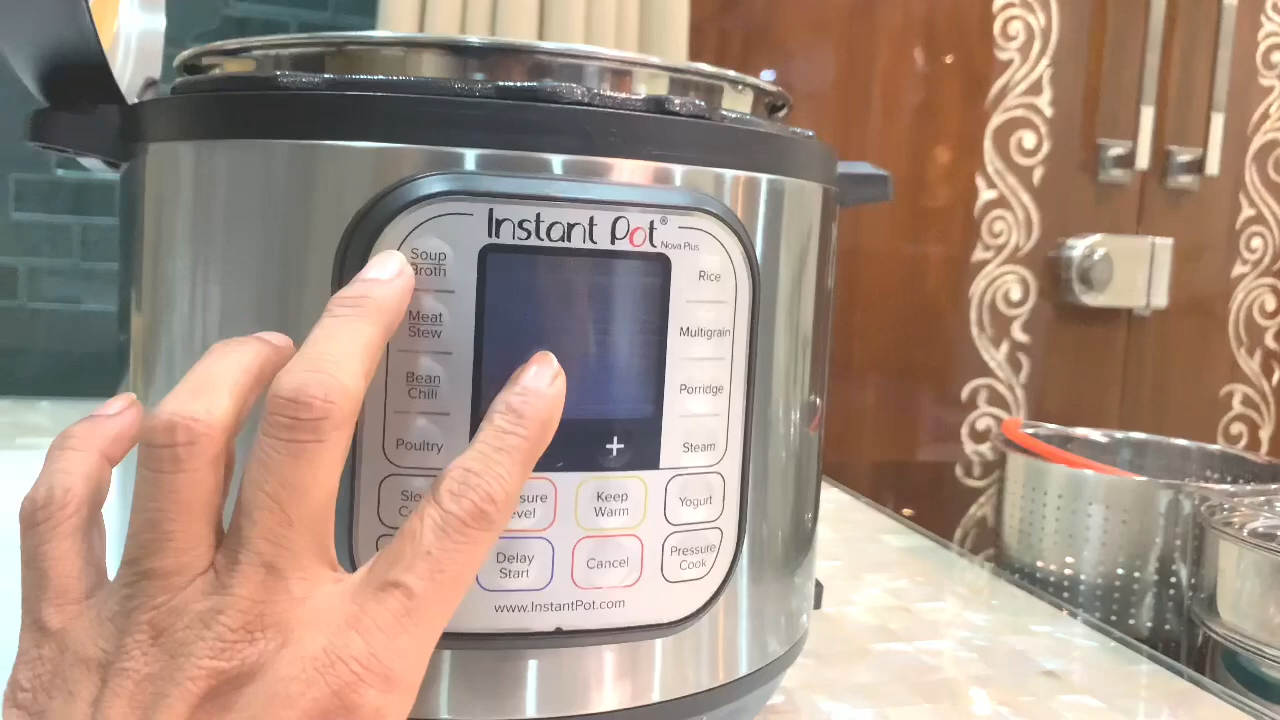 Instant Pot®
Nova Plus
Soup
Broth
Meat
Stew
Bean
Chili
Poultry
Rice
Multigrain
Porridge
Steam
+
Keep
Warm
Yogurt
Delay
Start
Cancel
Pressure
Cook
www.InstantPot.com